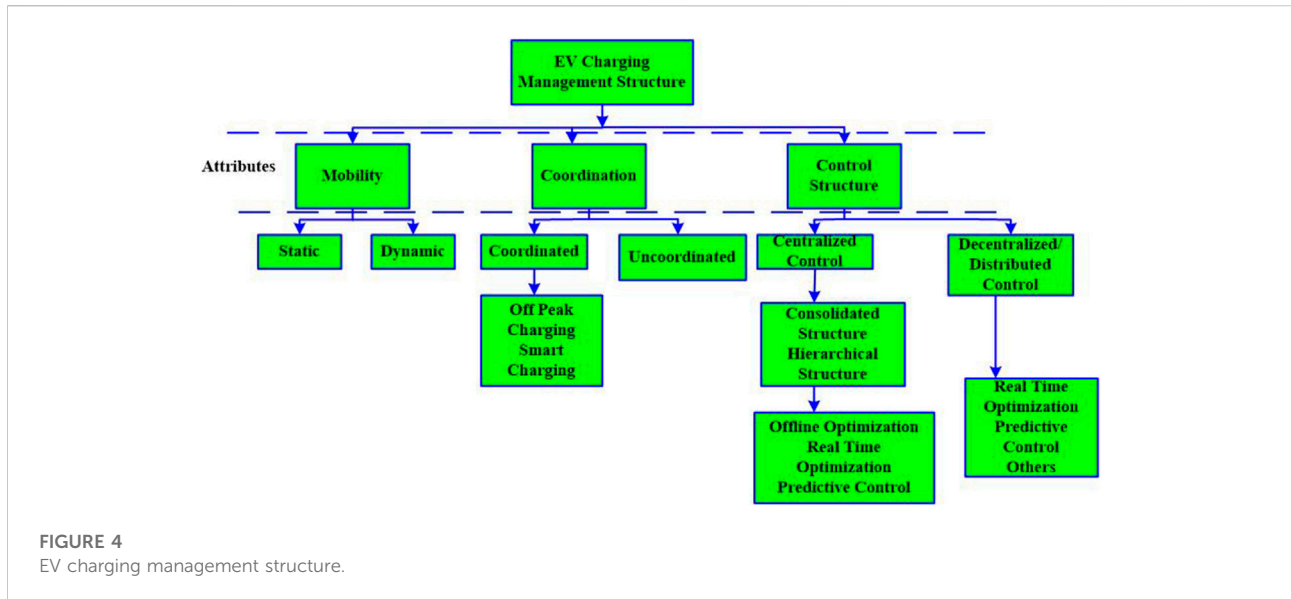 EV Charging
Management Structure
Attributes
Mobility
Coordination
Control
Structure
Static
Dynamic
Coordinated
Uncoordinated
Centralized
Control
Decentralized/
Distributed
Control
Off Peak
Charging
Smart
Charging
Consolidated
Structure
Hierarchical
Structure
Real Time
Optimization
Predictive
Control
Others
Offline Optimization
Real Time
Optimization
Predictive Control
FIGURE 4
EV charging management structure.